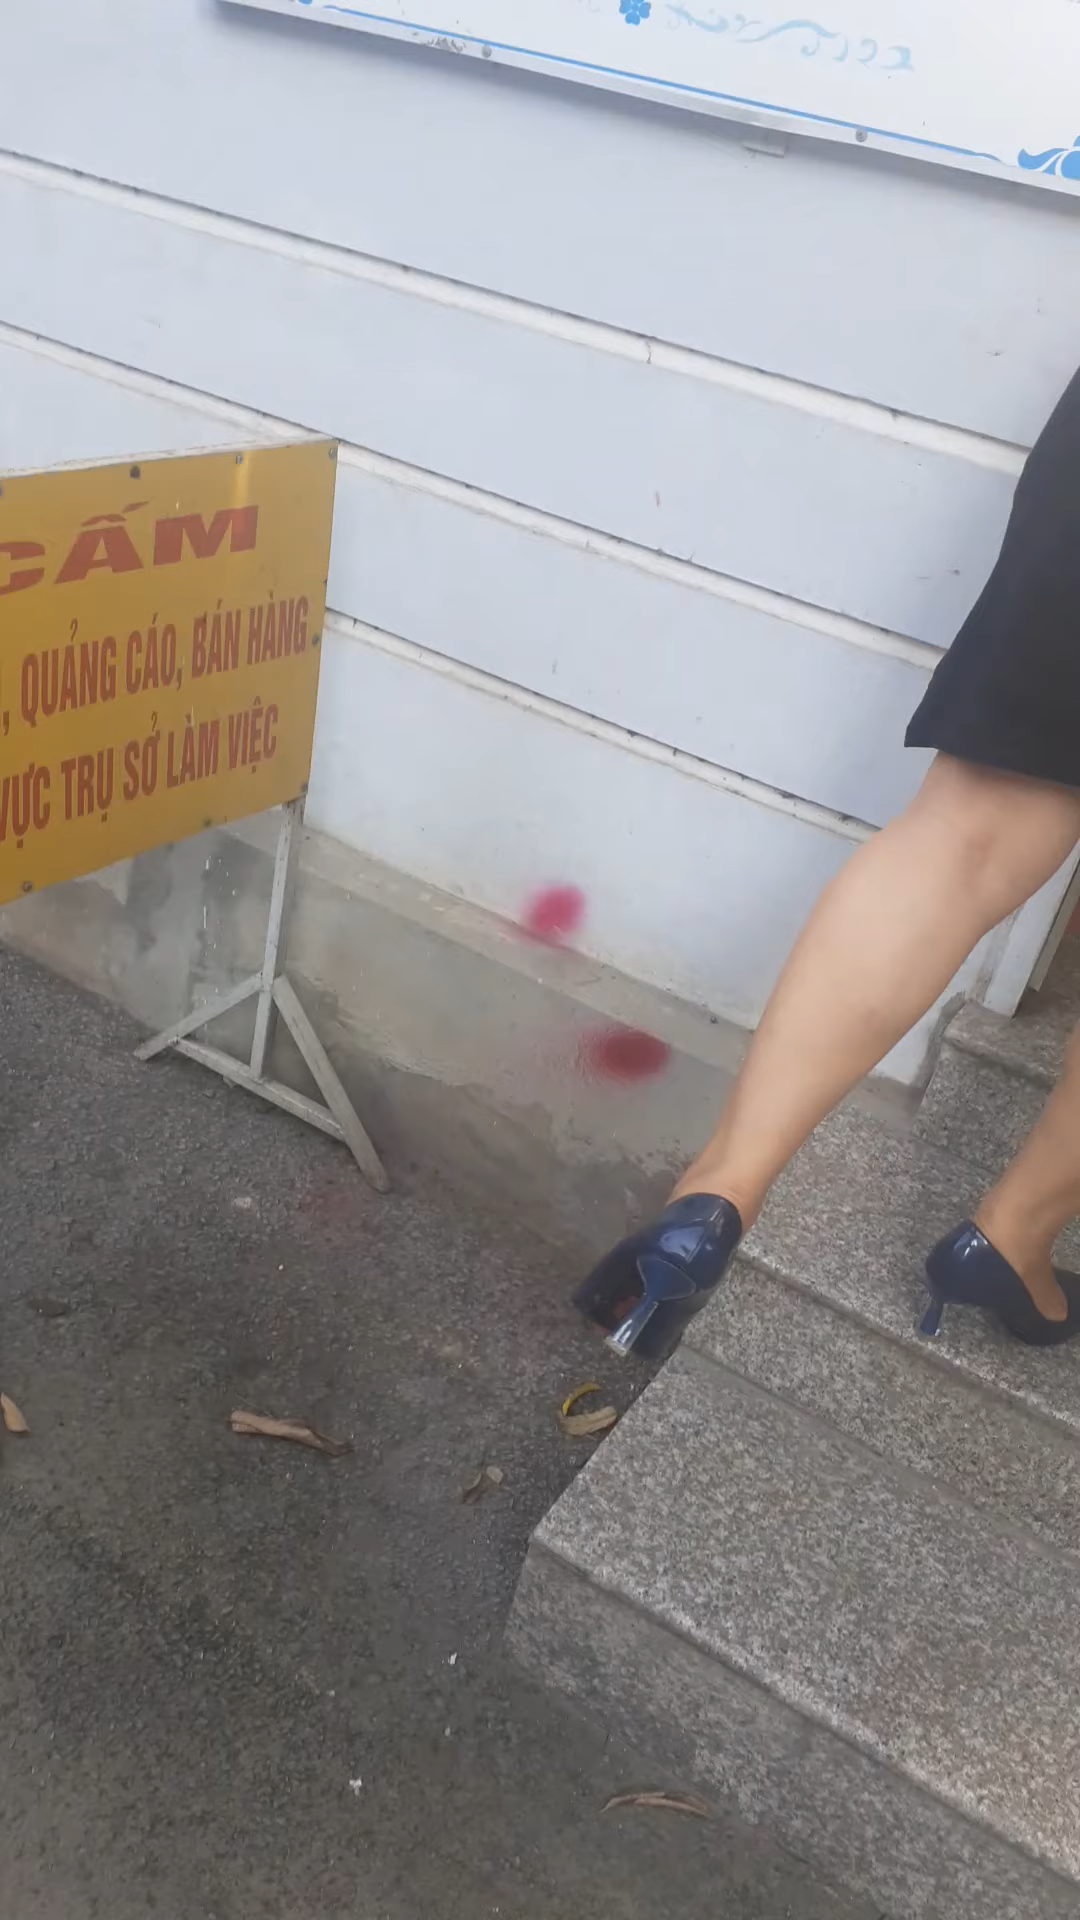 CẤM
, QUẢNG CÁO, BÁN HÀNG
VỰC TRỤ SỞ LÀM VIỆC